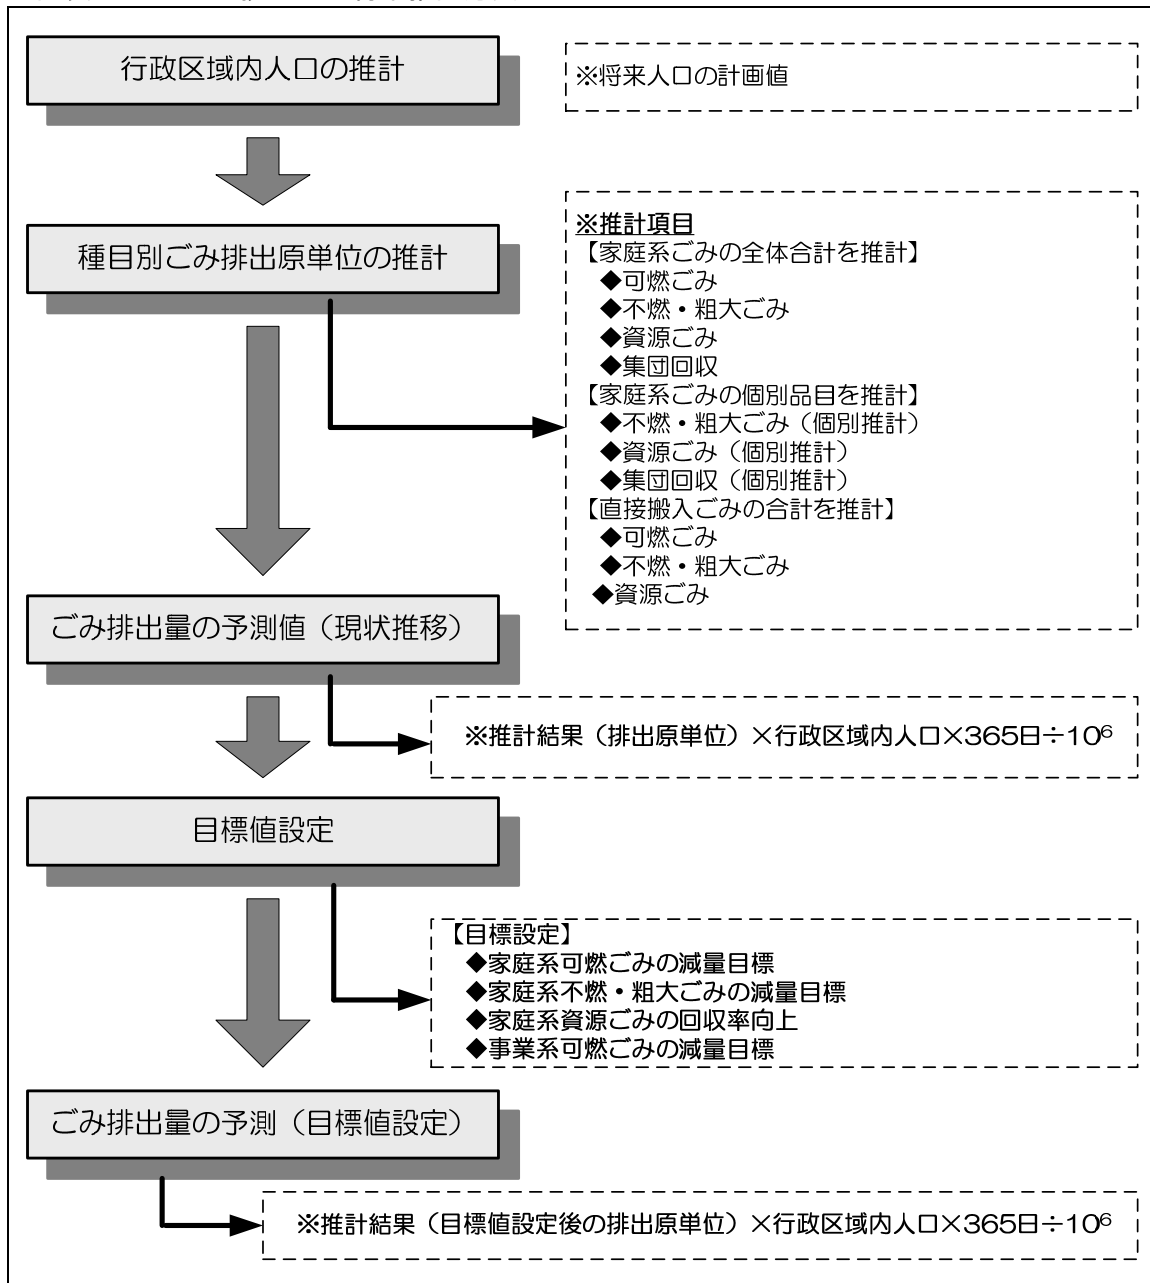 行政区域内人口の推計
※将来人口の計画値
種目別ごみ排出原単位の推計
※推計項目
【家庭系ごみの全体合計を推計】
◆可燃ごみ
◆不燃・粗大ごみ
◆資源ごみ
◆集団回収
【家庭系ごみの個別品目を推計】
◆不燃・粗大ごみ（個別推計）
◆資源ごみ（個別推計）
◆集団回収（個別推計）
【直接搬入ごみの合計を推計】
◆可燃ごみ
◆不燃・粗大ごみ
◆資源ごみ
ごみ排出量の予測値（現状推移）
※推計結果（排出原単位）×行政区域内人口×365日÷10⁶
目標値設定
【目標設定】
◆家庭系可燃ごみの減量目標
◆家庭系不燃・粗大ごみの減量目標
◆家庭系資源ごみの回収率向上
◆事業系可燃ごみの減量目標
ごみ排出量の予測（目標値設定）
※推計結果（目標値設定後の排出原単位）×行政区域内人口×365日÷10⁶